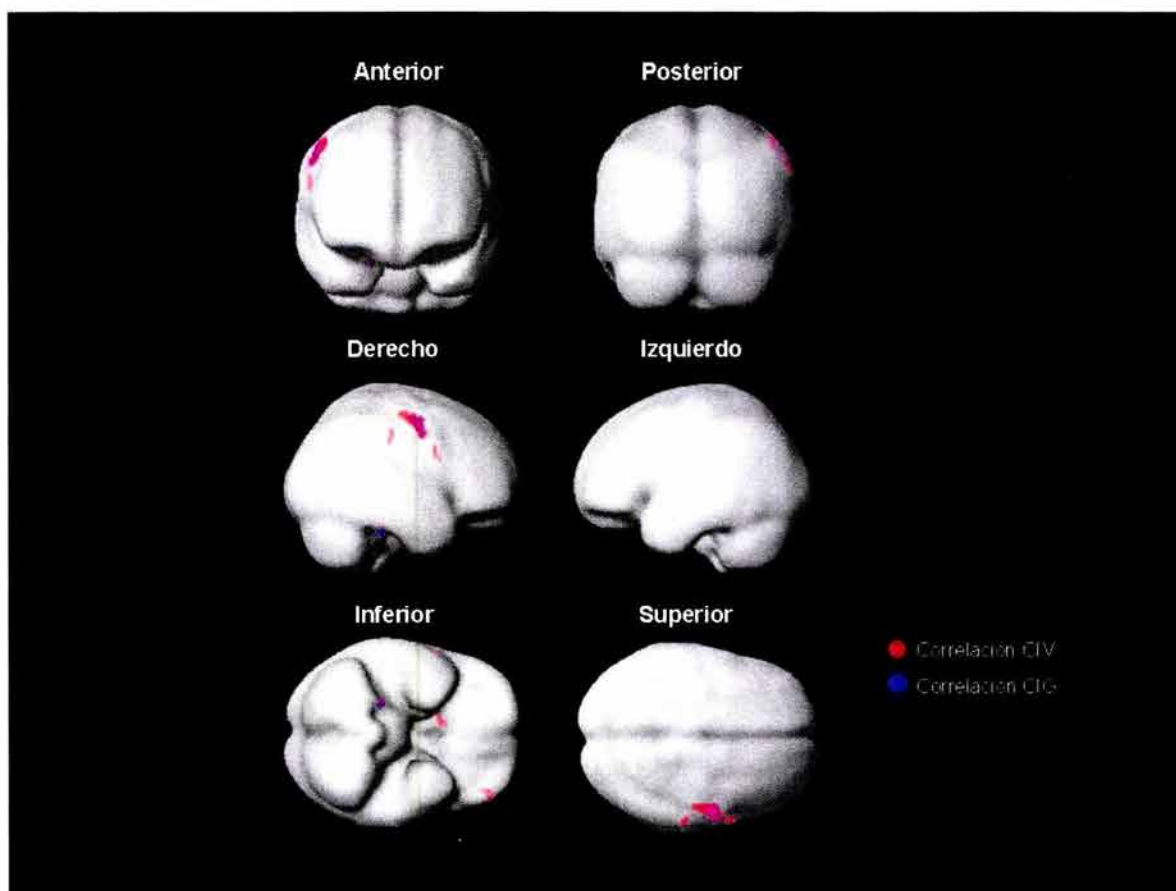 Anterior
Posterior
Derecho
Izquierdo
Inferior
Superior
Correlación CIV
Correlación CIG